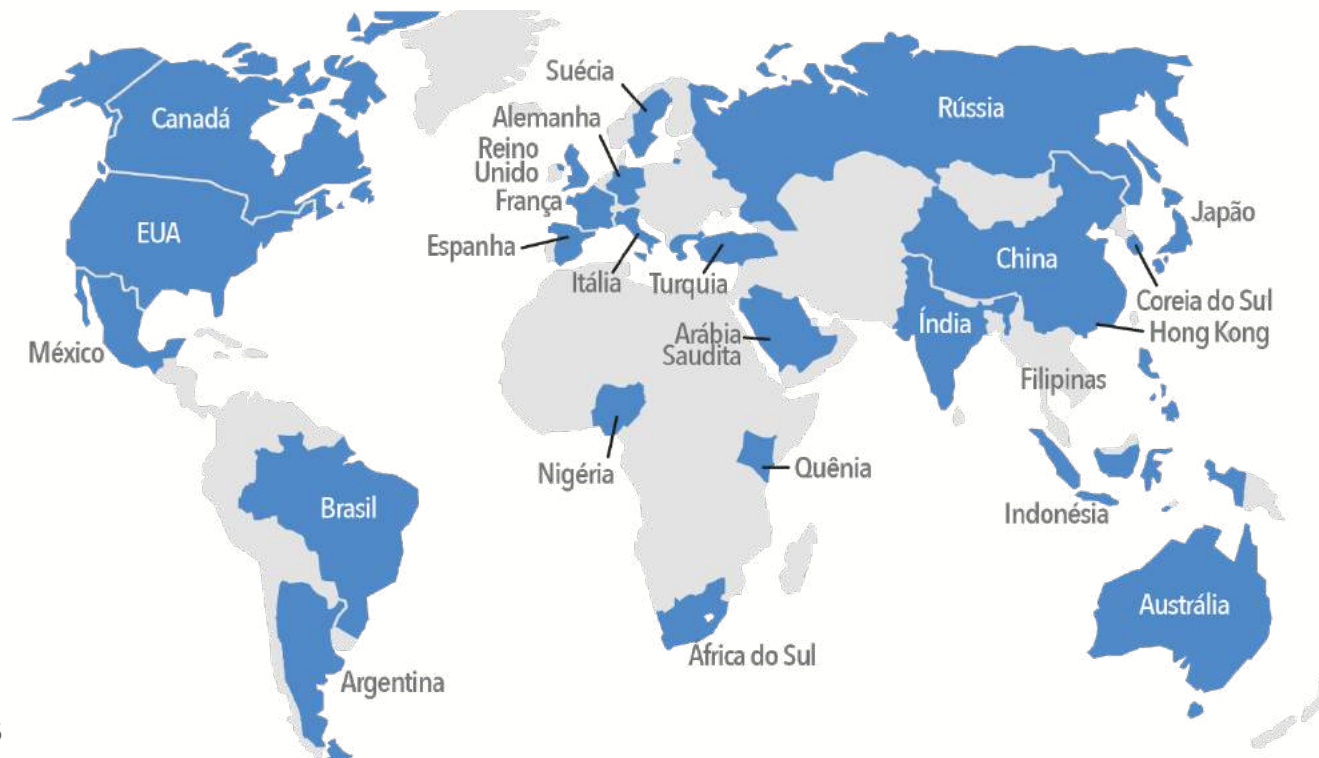 Suécia
Canadá
Rússia
Alemanha
Reino
Unido
França
Japão
EUA
Espanha
China
Itália
Turquia
Coreia do Sul
Índia
Hong Kong
Arábia
Saudita
México
Filipinas
Nigéria
Quênia
Brasil
Indonésia
Austrália
África do Sul
Argentina